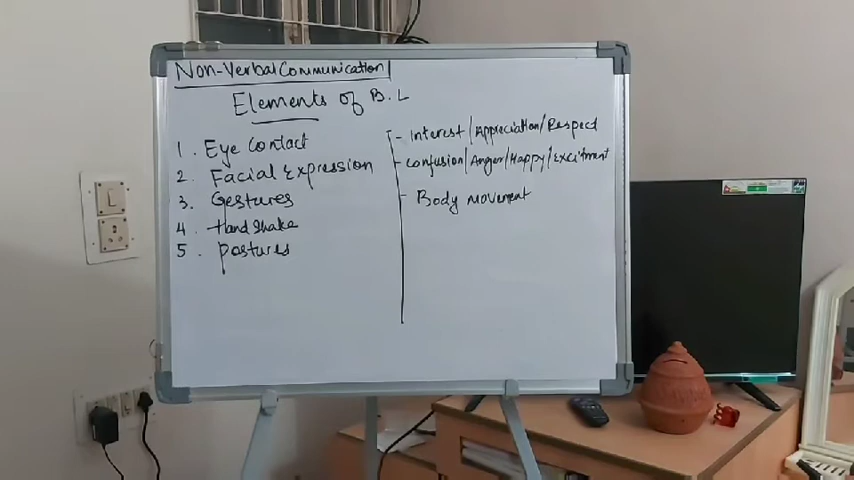 Non-Verbal Communication
Elements of B.L
1. Eye Contact
2. Facial Expression
3. Gestures
4. Hand Shake
5. Postures
- Interest/Appreciation/Respect
- Confusion/Anger/Happy/Excitment
- Body movement